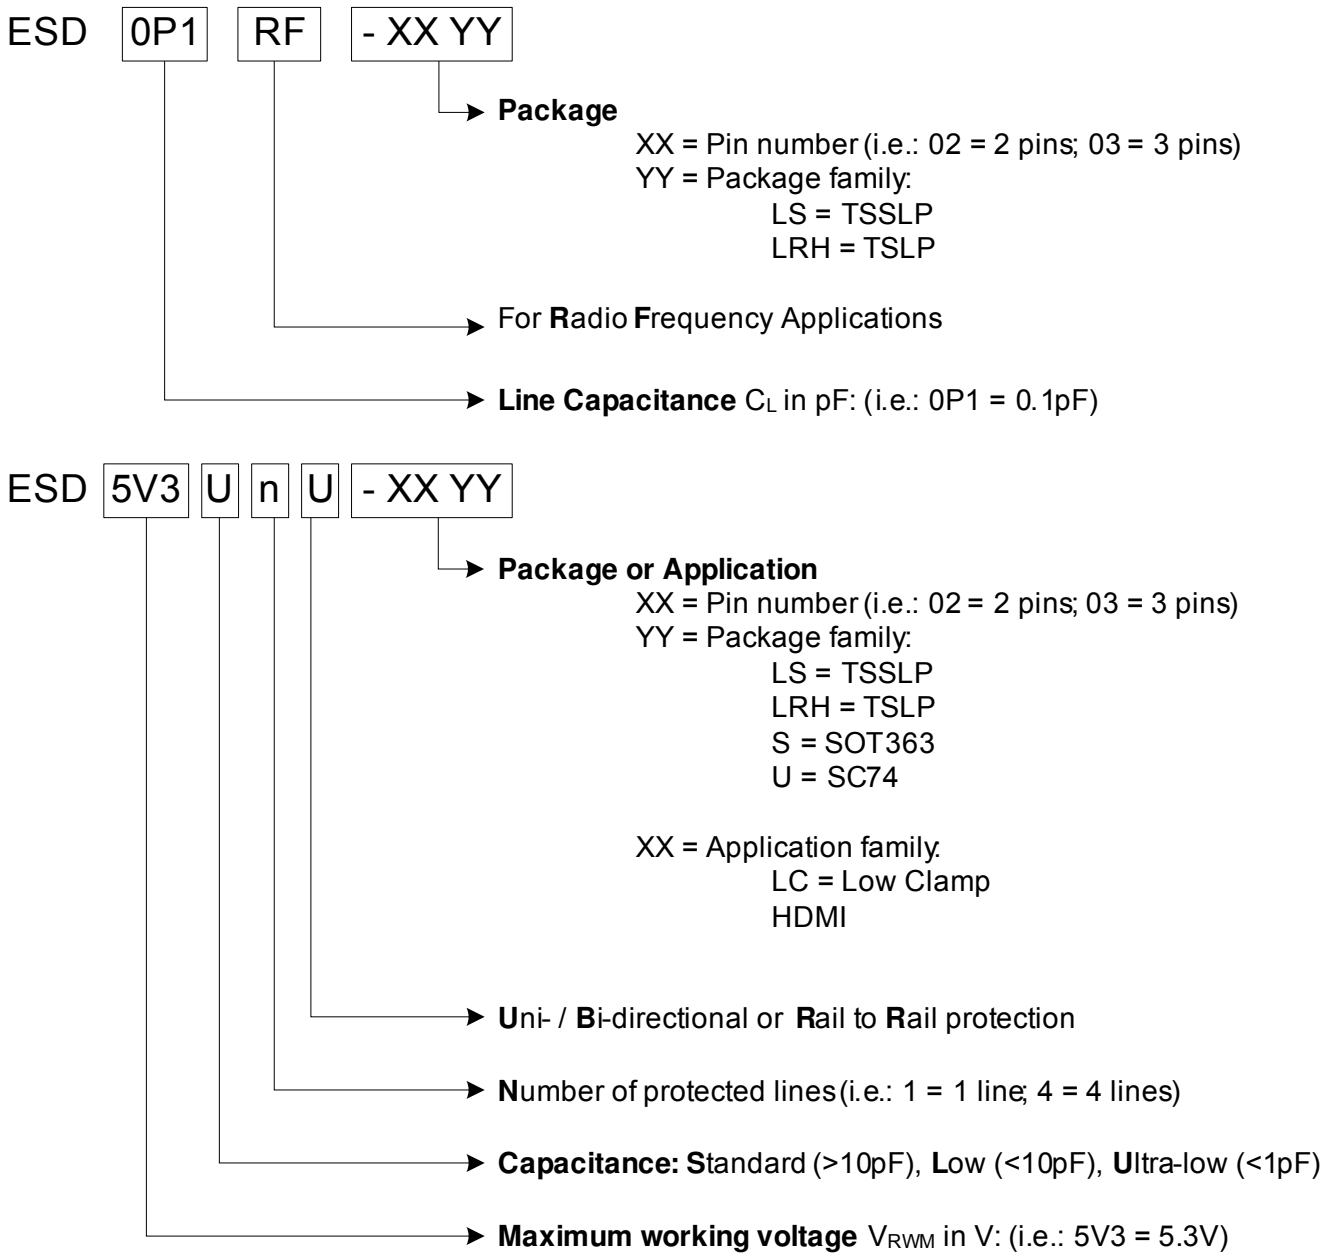 ESD 0P1 RF - XX YY
Package
XX = Pin number (i.e.: 02 = 2 pins; 03 = 3 pins)
YY = Package family:
LS = TSSLP
LRH = TSLP
For Radio Frequency Applications
Line Capacitance CL in pF: (i.e.: 0P1 = 0.1pF)
ESD 5V3 U n U - XX YY
Package or Application
XX = Pin number (i.e.: 02 = 2 pins; 03 = 3 pins)
YY = Package family:
LS = TSSLP
LRH = TSLP
S = SOT363
U = SC74
XX = Application family:
LC = Low Clamp
HDMI
Uni- / Bi-directional or Rail to Rail protection
Number of protected lines (i.e.: 1 = 1 line; 4 = 4 lines)
Capacitance: Standard (>10pF), Low (<10pF), Ultra-low (<1pF)
Maximum working voltage VRWM in V: (i.e.: 5V3 = 5.3V)